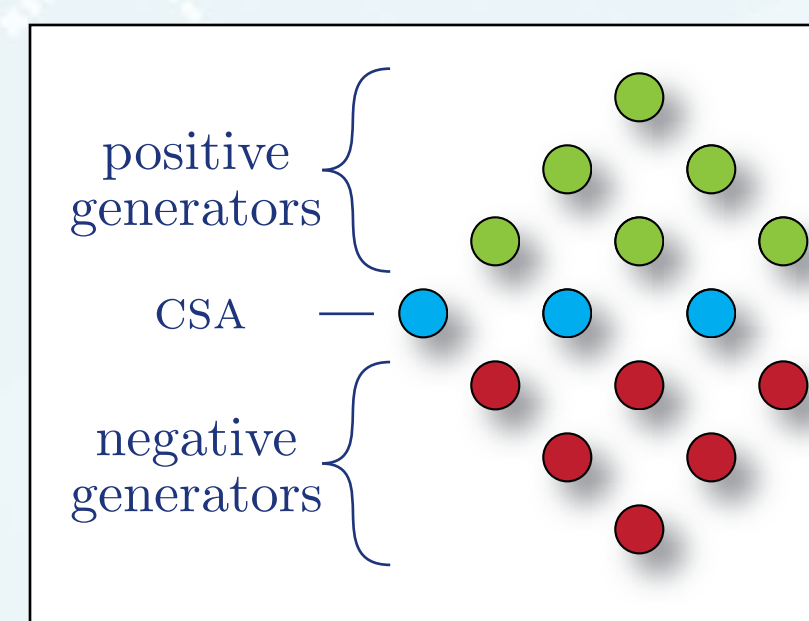 positive
generators
CSA
negative
generators